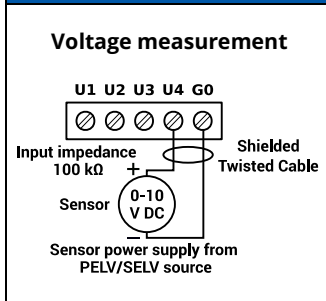 Voltage measurement
U1 U2 U3 U4 G0
Input impedance
100 kΩ
Shielded
Twisted Cable
+
Sensor
0-10
V DC
–
Sensor power supply from
PELV/SELV source